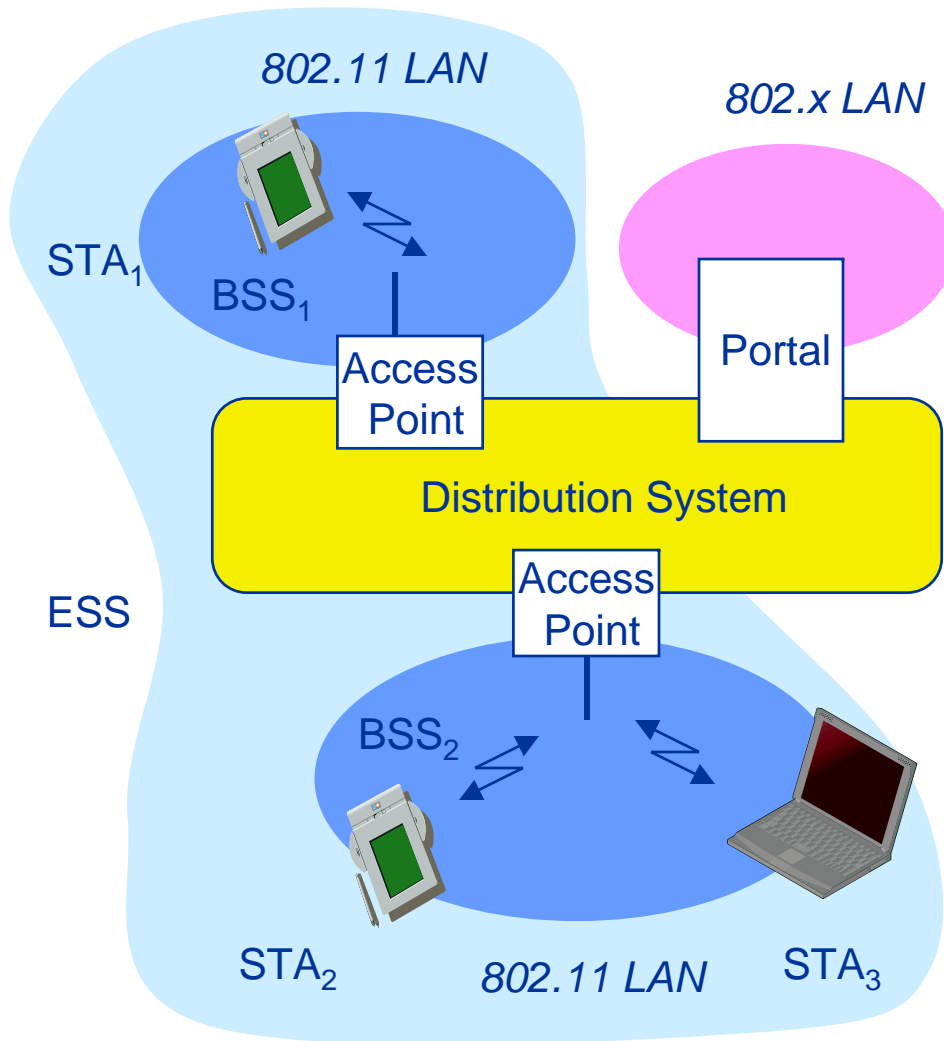 802.11 LAN
802.x LAN
STA₁
BSS₁
Access
Point
Portal
Distribution System
ESS
Access
Point
BSS₂
STA₂
802.11 LAN
STA₃